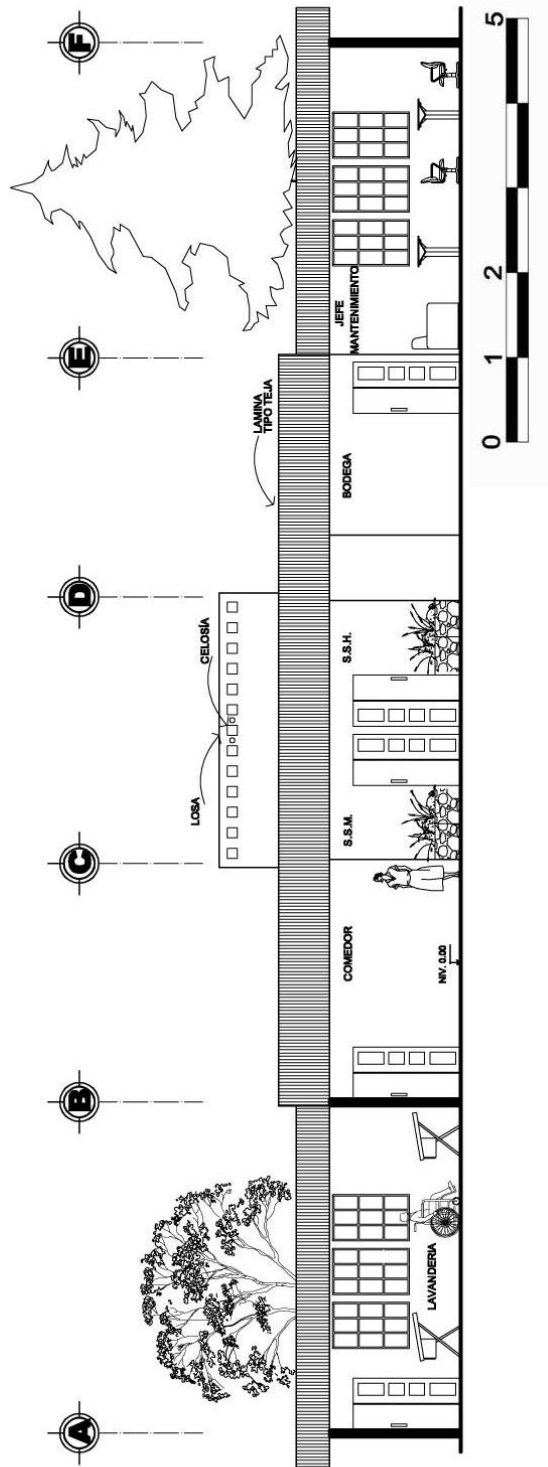 A
B
C
D
E
F
LOSA
CELOSÍA
LAMINA
TIPO TEJA
LAVANDERIA
COMEDOR
NIV. 0.00
S.S.M.
S.S.H.
BODEGA
JEFE
MANTENIMIENTO
0
1
2
5